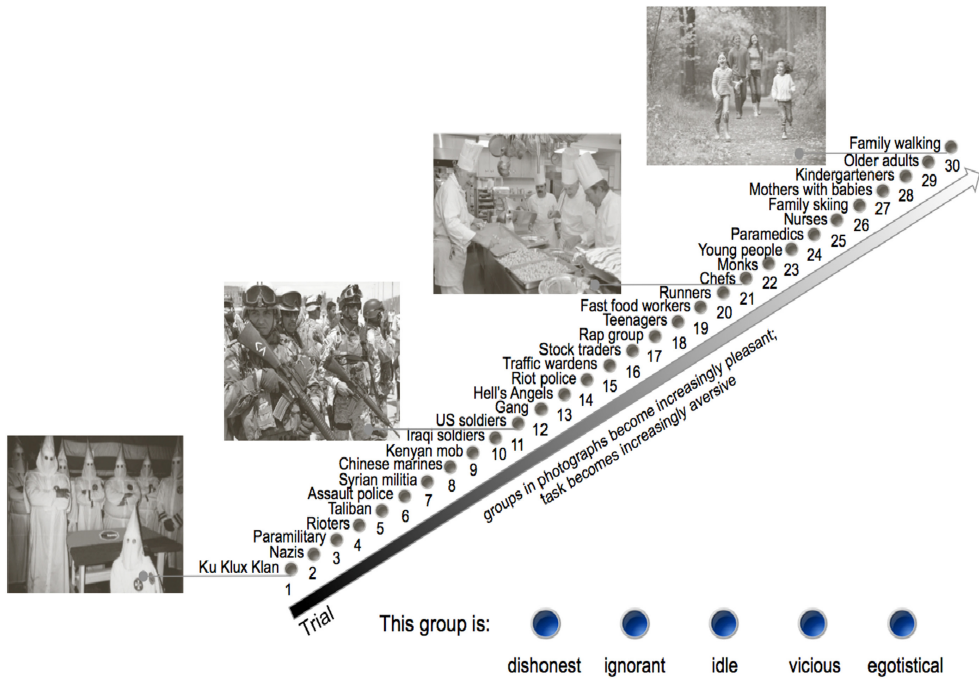 Family walking
30
Older adults
29
Kindergarteners
28
Mothers with babies
27
Family skiing
26
Nurses
25
Paramedics
24
Young people
23
Monks
22
Chefs
21
Runners
20
Fast food workers
19
Teenagers
18
Rap group
17
Stock traders
16
Traffic wardens
15
Riot police
14
Hell's Angels
13
Gang
12
US soldiers
11
Iraqi soldiers
10
Kenyan mob
9
Chinese marines
8
Syrian militia
7
Assault police
6
Taliban
5
Rioters
4
Paramilitary
3
Nazis
2
Ku Klux Klan
1
groups in photographs become increasingly pleasant;
task becomes increasingly aversive
Trial
This group is:
dishonest ignorant idle vicious egotistical